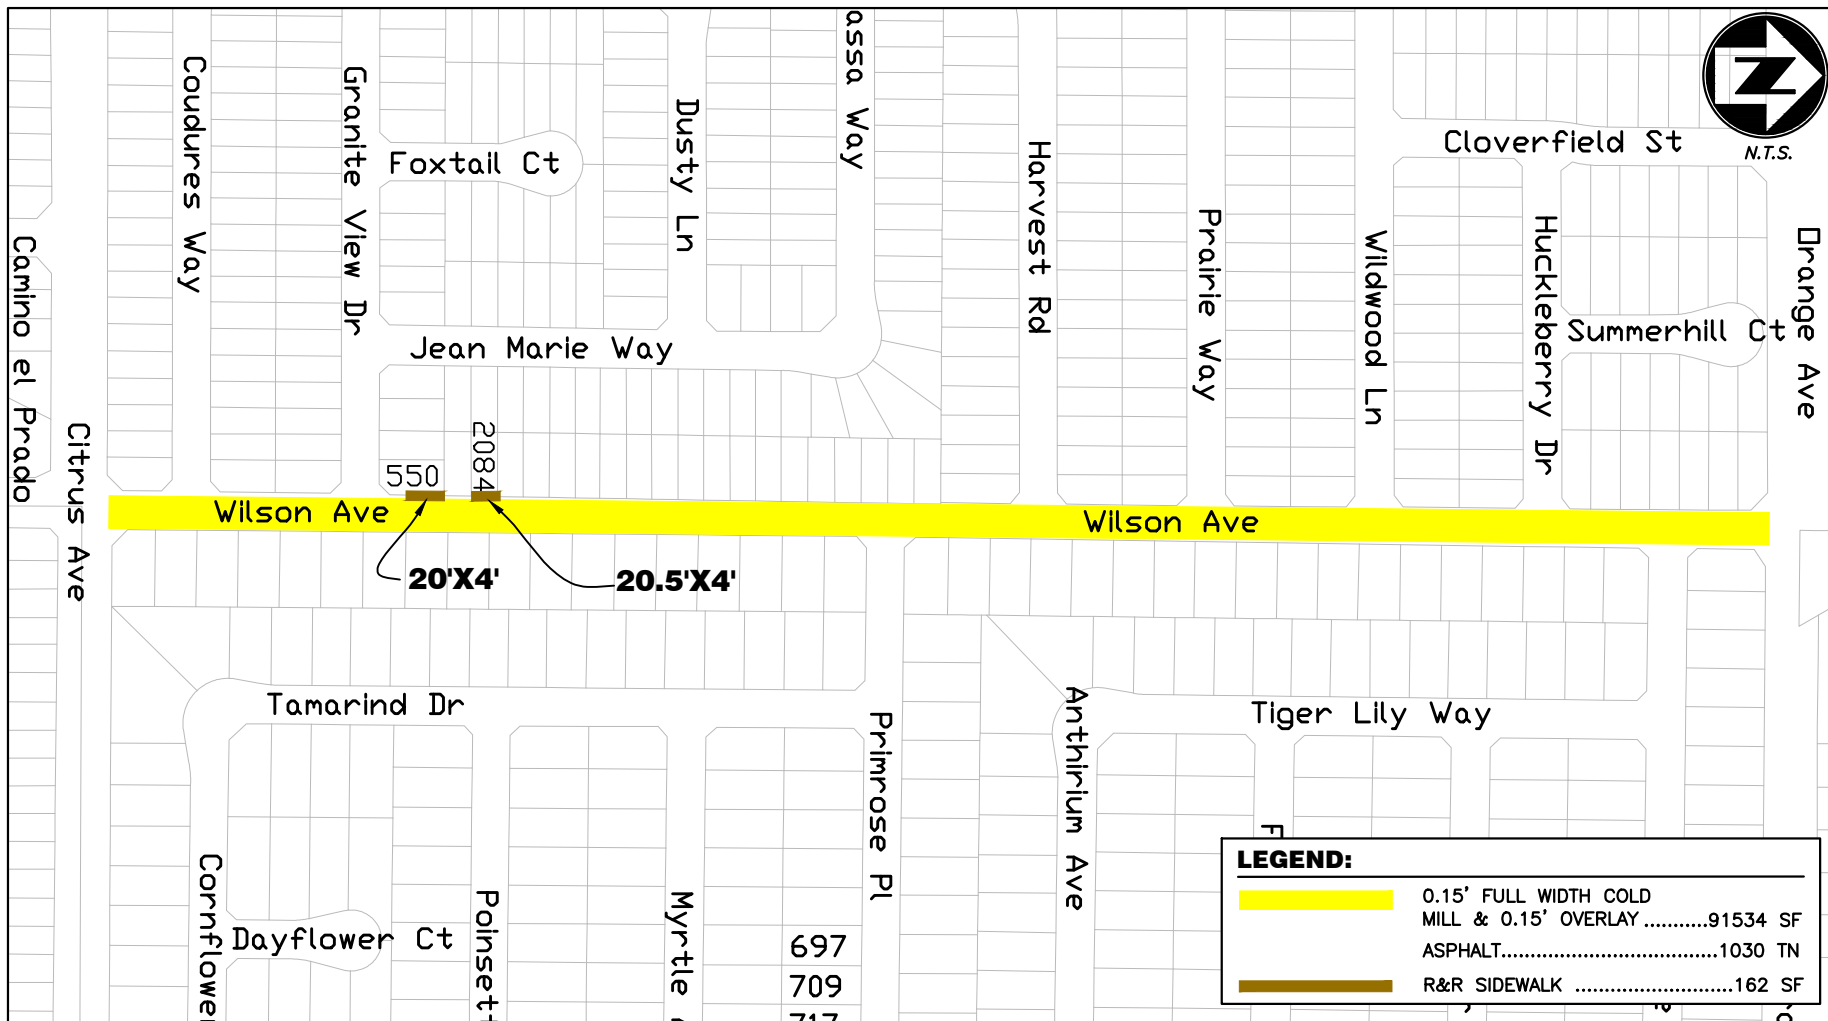 assa Way
Coudures Way
Granite View Dr
Dusty Ln
Foxtail Ct
Harvest Rd
Prairie Way
Wildwood Ln
Cloverfield St
N.T.S.
Huckleberry Dr
Summerhill Ct
Orange Ave
Camino el Prado
Citrus Ave
Jean Marie Way
2084
550
Wilson Ave
Wilson Ave
20'X4'
20.5'X4'
Tamarind Dr
Primrose Pl
Anthirium Ave
Tiger Lily Way
F
Cornflower
Dayflower Ct
Poinsett
Myrtle
697
709
717
LEGEND:
0.15' FULL WIDTH COLD
MILL & 0.15' OVERLAY ..........91534 SF
ASPHALT....................................1030 TN
R&R SIDEWALK ..........................162 SF